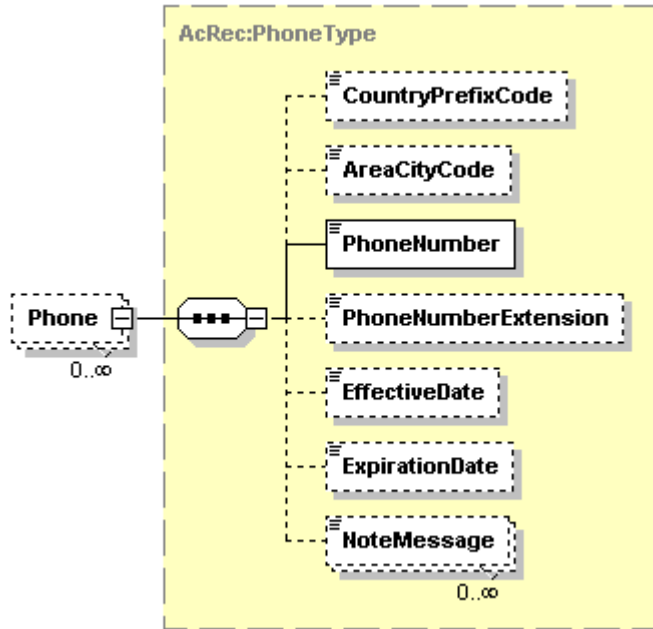 AcRec:PhoneType
CountryPrefixCode
AreaCityCode
PhoneNumber
Phone
0..∞
PhoneNumberExtension
EffectiveDate
ExpirationDate
NoteMessage
0..∞